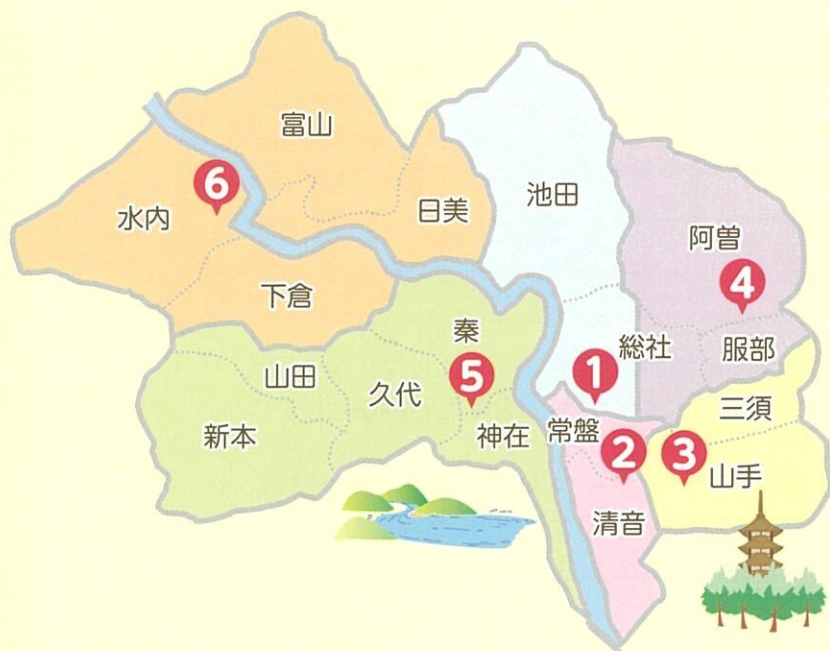 富山
池田
6
水内
日美
阿曽
下倉
4
秦
総社
服部
山田
5
1
久代
三須
新本
神在
常盤
2
3
山手
清音